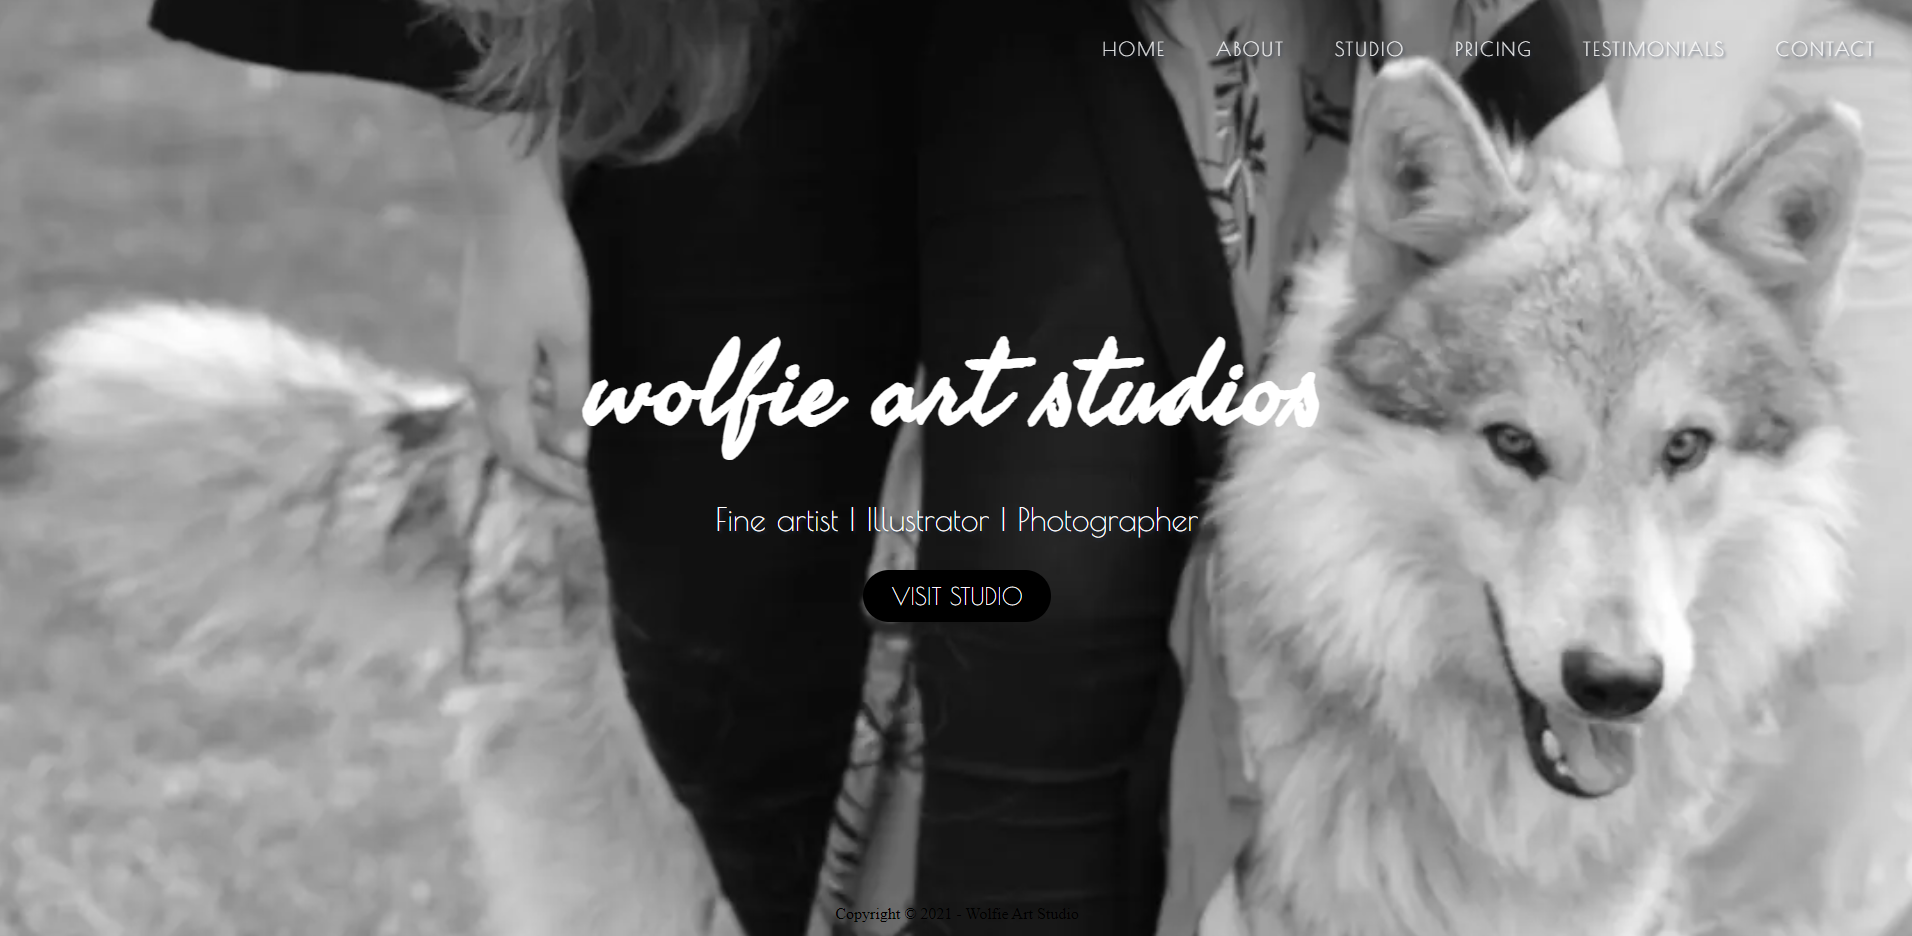 HOME ABOUT STUDIO PRICING TESTIMONIALS CONTACT
wolfie art studios
Fine artist | Illustrator | Photographer
VISIT STUDIO
Copyright © 2021 - Wolfie Art Studio